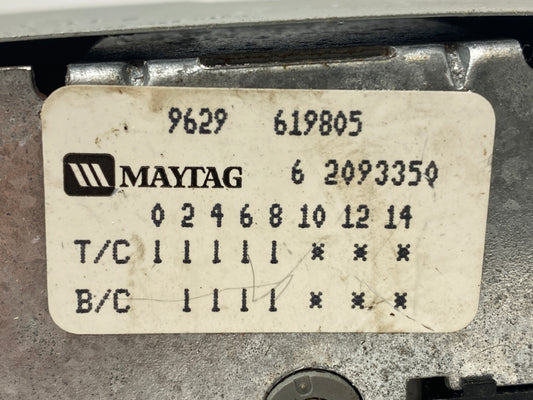 9629 619805
MAYTAG 6 2093350
0 2 4 6 8 10 12 14
T/C 1 1 1 1 1 * * *
B/C 1 1 1 1 * * *